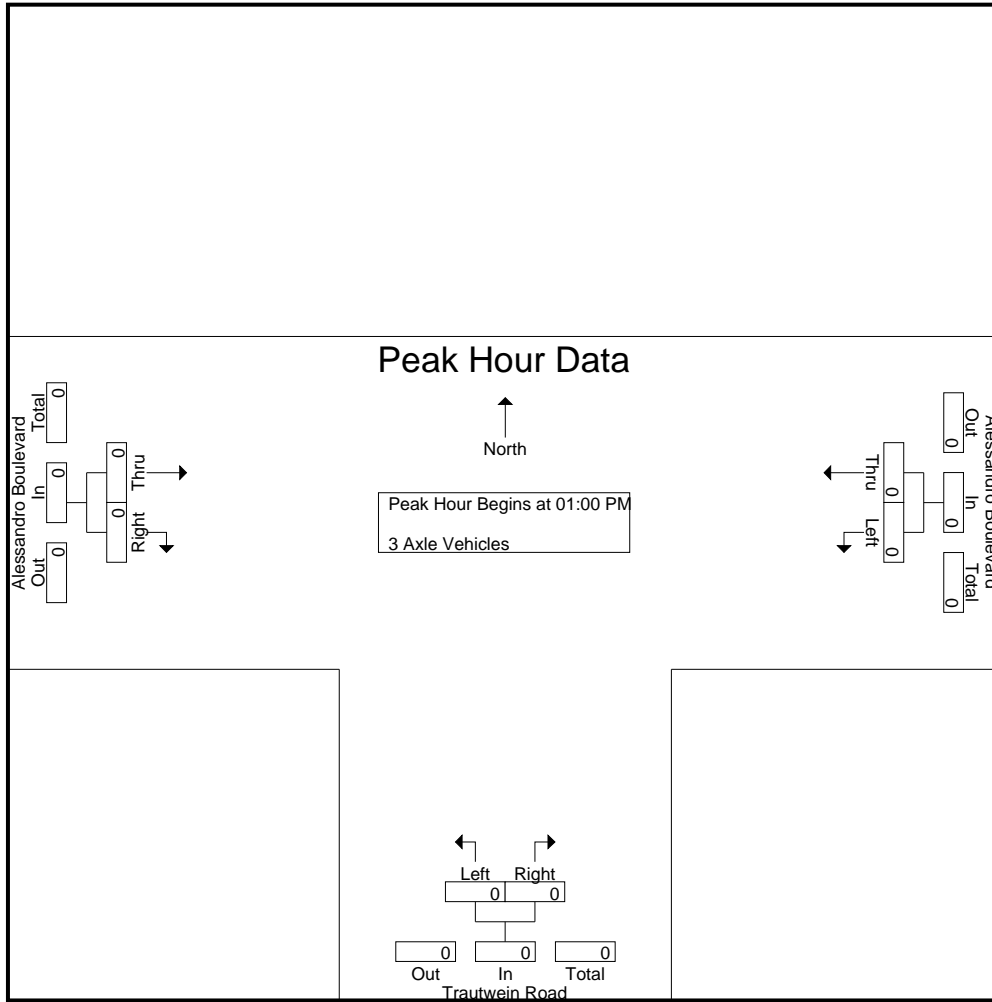 Peak Hour Data
North
Peak Hour Begins at 01:00 PM
3 Axle Vehicles
Alessandro Boulevard
Out In Total
0 0 0
Right Thru
0 0
Alessandro Boulevard
Out In Total
0 0 0
Thru Left
0 0
Left Right
0 0
0 0 0
Out In Total
Trautwein Road